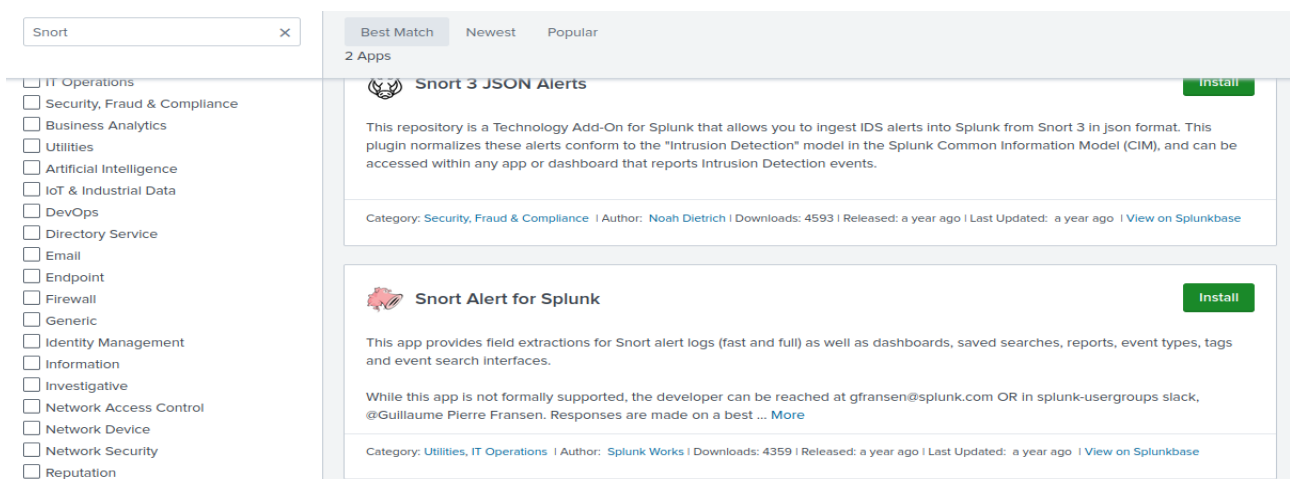 Snort
Best Match Newest Popular
2 Apps
IT Operations
Security, Fraud & Compliance
Business Analytics
Utilities
Artificial Intelligence
IoT & Industrial Data
DevOps
Directory Service
Email
Endpoint
Firewall
Generic
Identity Management
Information
Investigative
Network Access Control
Network Device
Network Security
Reputation
Snort 3 JSON Alerts
Install
This repository is a Technology Add-On for Splunk that allows you to ingest IDS alerts into Splunk from Snort 3 in json format. This
plugin normalizes these alerts conform to the "Intrusion Detection" model in the Splunk Common Information Model (CIM), and can be
accessed within any app or dashboard that reports Intrusion Detection events.
Category: Security, Fraud & Compliance | Author: Noah Dietrich | Downloads: 4593 | Released: a year ago | Last Updated: a year ago | View on Splunkbase
Snort Alert for Splunk
Install
This app provides field extractions for Snort alert logs (fast and full) as well as dashboards, saved searches, reports, event types, tags
and event search interfaces.
While this app is not formally supported, the developer can be reached at gfransen@splunk.com OR in splunk-usergroups slack,
@Guillaume Pierre Fransen. Responses are made on a best ... More
Category: Utilities, IT Operations | Author: Splunk Works | Downloads: 4359 | Released: a year ago | Last Updated: a year ago | View on Splunkbase